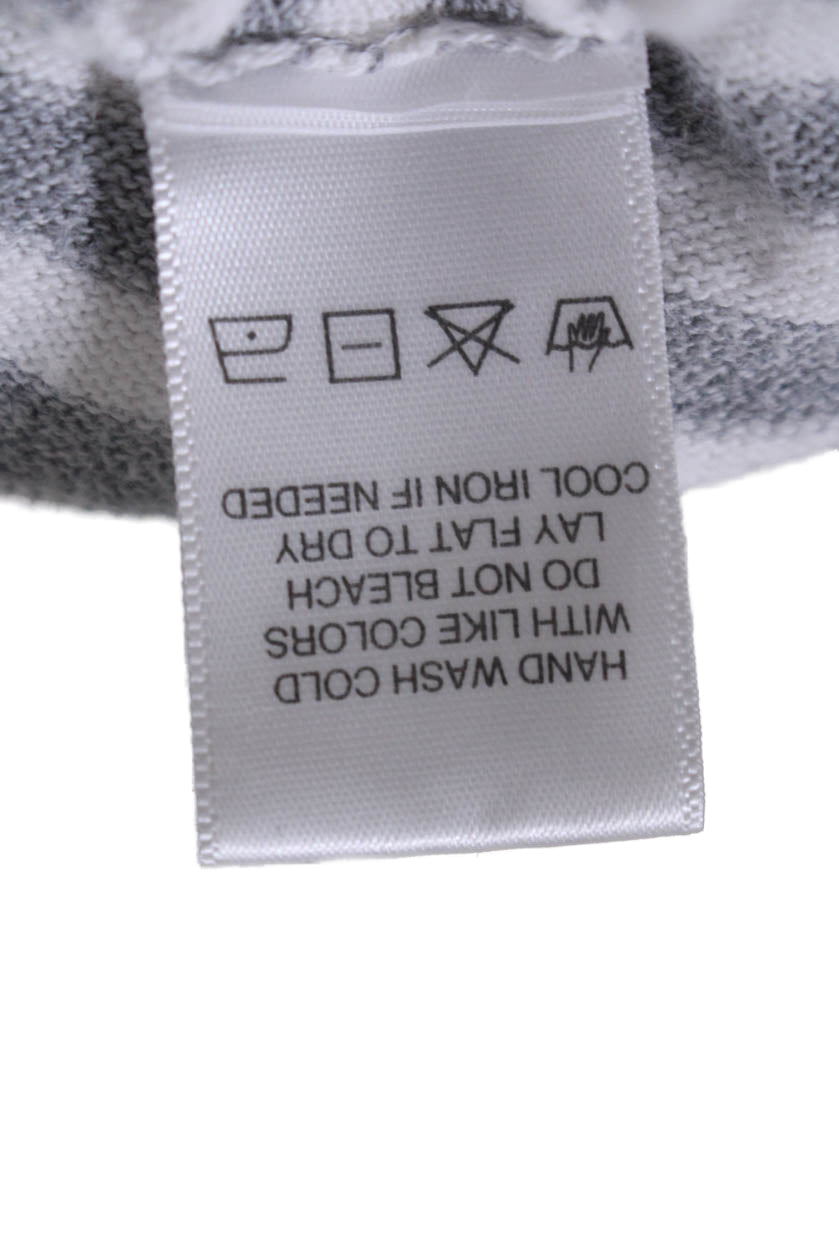 HAND WASH COLD
WITH LIKE COLORS
DO NOT BLEACH
LAY FLAT TO DRY
COOL IRON IF NEEDED